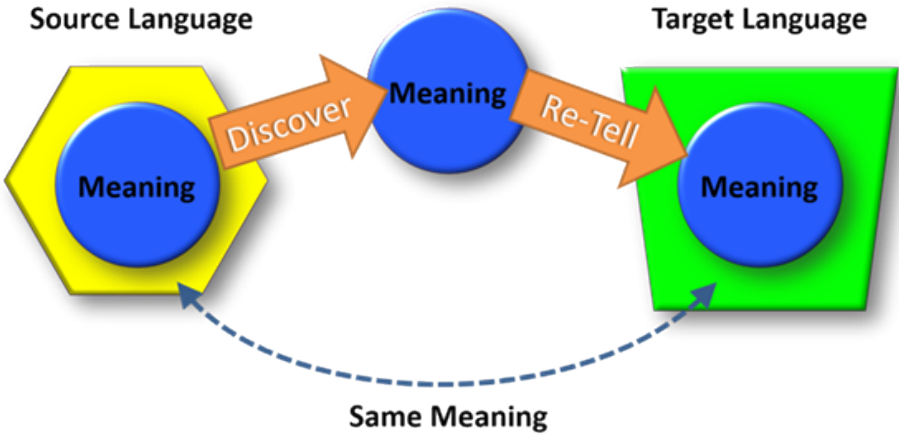 Source Language
Target Language
Meaning
Discover
Meaning
Re-Tell
Meaning
Same Meaning